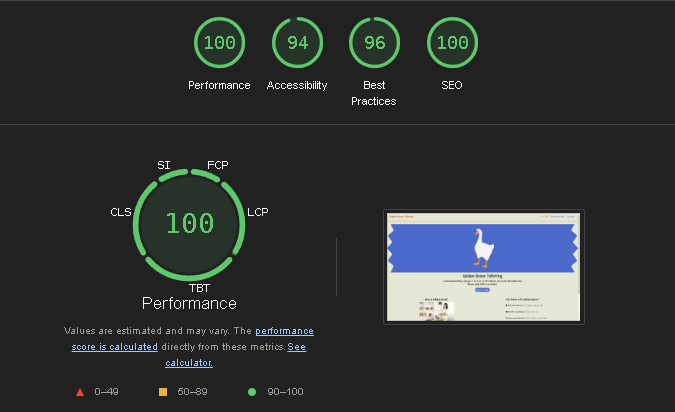 100
94
96
100
Performance
Accessibility
Best
Practices
SEO
SI
FCP
CLS
100
LCP
TBT
Performance
Values are estimated and may vary. The performance
score is calculated directly from these metrics. See
calculator.
0–49
50–89
90–100
Golden Goose Tutoring